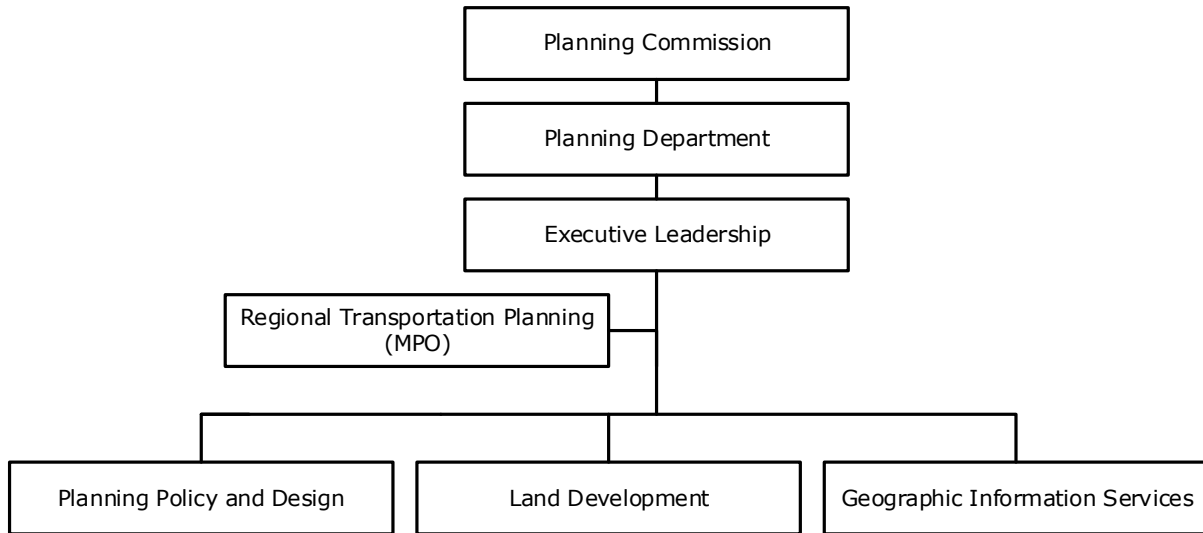 Planning Commission
Planning Department
Executive Leadership
Regional Transportation Planning
(MPO)
Planning Policy and Design
Land Development
Geographic Information Services